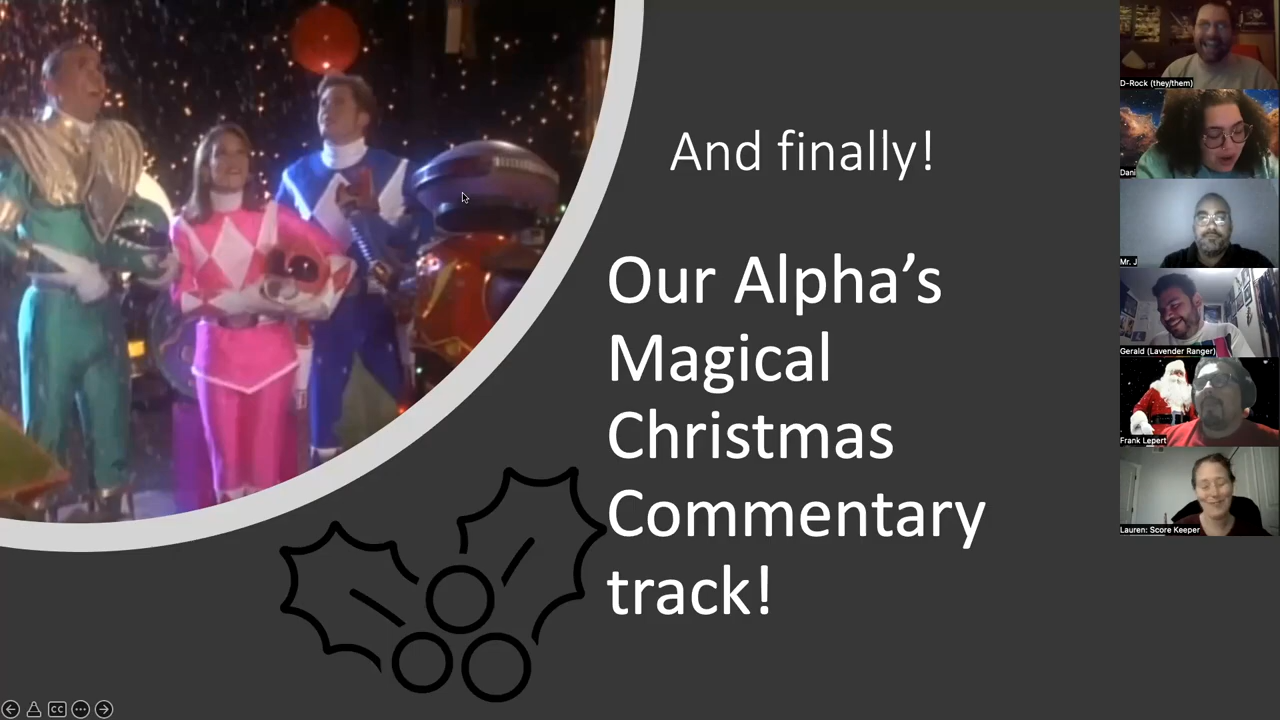 And finally!
Our Alpha’s
Magical
Christmas
Commentary
track!
D-Rock (they/them)
Dani
Mr. J
Gerald (Lavender Ranger)
Frank Lepert
Lauren: Score Keeper
CC